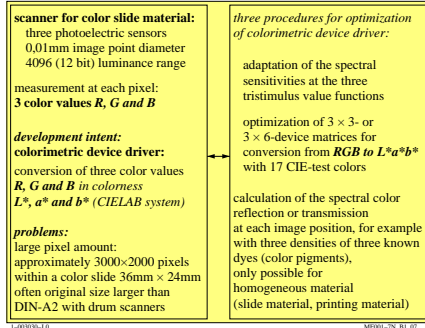 scanner for color slide material:
three photoelectric sensors
0,01mm image point diameter
4096 (12 bit) luminance range
measurement at each pixel:
3 color values R, G and B
development intent:
colorimetric device driver:
conversion of three color values
R, G and B in colorness
L*, a* and b* (CIELAB system)
problems:
large pixel amount:
approximately 3000×2000 pixels
within a color slide 36mm × 24mm
often original size larger than
DIN-A2 with drum scanners
three procedures for optimization
of colorimetric device driver:
adaptation of the spectral
sensitivities at the three
tristimulus value functions
optimization of 3 × 3- or
3 × 6-device matrices for
conversion from RGB to L*a*b*
with 17 CIE-test colors
calculation of the spectral color
reflection or transmission
at each image position, for example
with three densities of three known
dyes (color pigments),
only possible for
homogeneous material
(slide material, printing material)
1-003030-L0
ME001-7N, B1_07